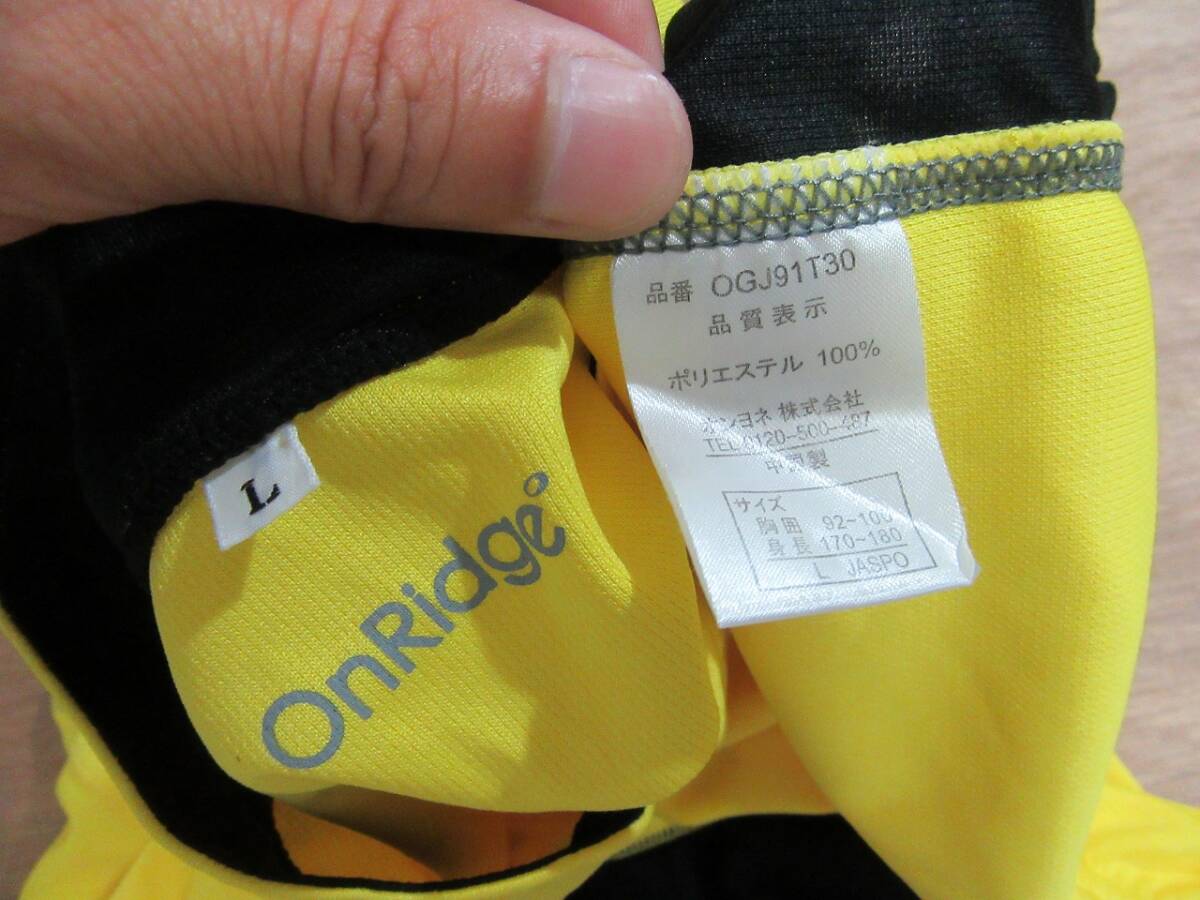 品番 OGJ91T30
品質表示
ポリエステル 100%
ホンヨネ 株式会社
TEL 0120-500-487
中国製
サイズ
胸囲 92~100
身長 170~180
L JASPO
L
OnRidge